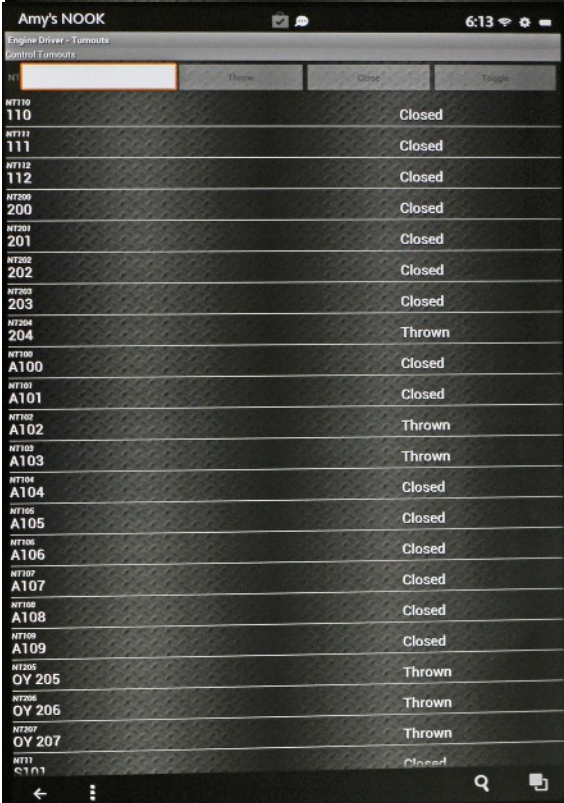 Amy's NOOK 6:13
Engine Driver - Turnouts
Control Turnouts
NT Throw Close Toggle
NT110
110 Closed
NT111
111 Closed
NT112
112 Closed
NT200
200 Closed
NT201
201 Closed
NT202
202 Closed
NT203
203 Closed
NT204
204 Thrown
NT100
A100 Closed
NT101
A101 Closed
NT102
A102 Thrown
NT103
A103 Thrown
NT104
A104 Closed
NT105
A105 Closed
NT106
A106 Closed
NT107
A107 Closed
NT108
A108 Closed
NT109
A109 Closed
NT205
OY 205 Thrown
NT206
OY 206 Thrown
NT207
OY 207 Thrown
NT11
S101 Closed